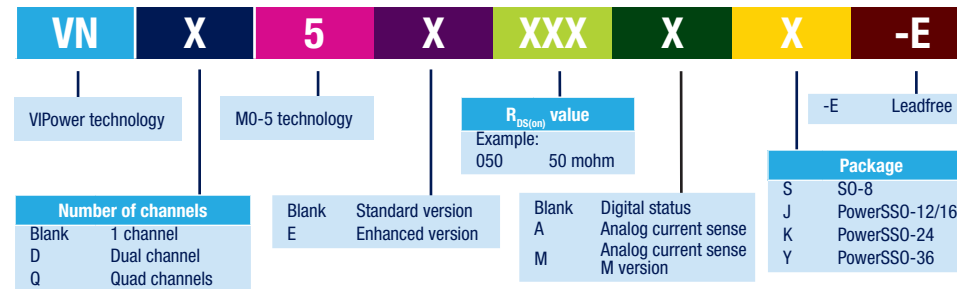 VN X 5 X XXX X X -E
VIPower technology
M0-5 technology
RDS(on) value
Example:
050 50 mohm
-E Leadfree
Number of channels
Blank 1 channel
D Dual channel
Q Quad channels
Blank Standard version
E Enhanced version
Blank Digital status
A Analog current sense
M Analog current sense
M version
Package
S SO-8
J PowerSSO-12/16
K PowerSSO-24
Y PowerSSO-36